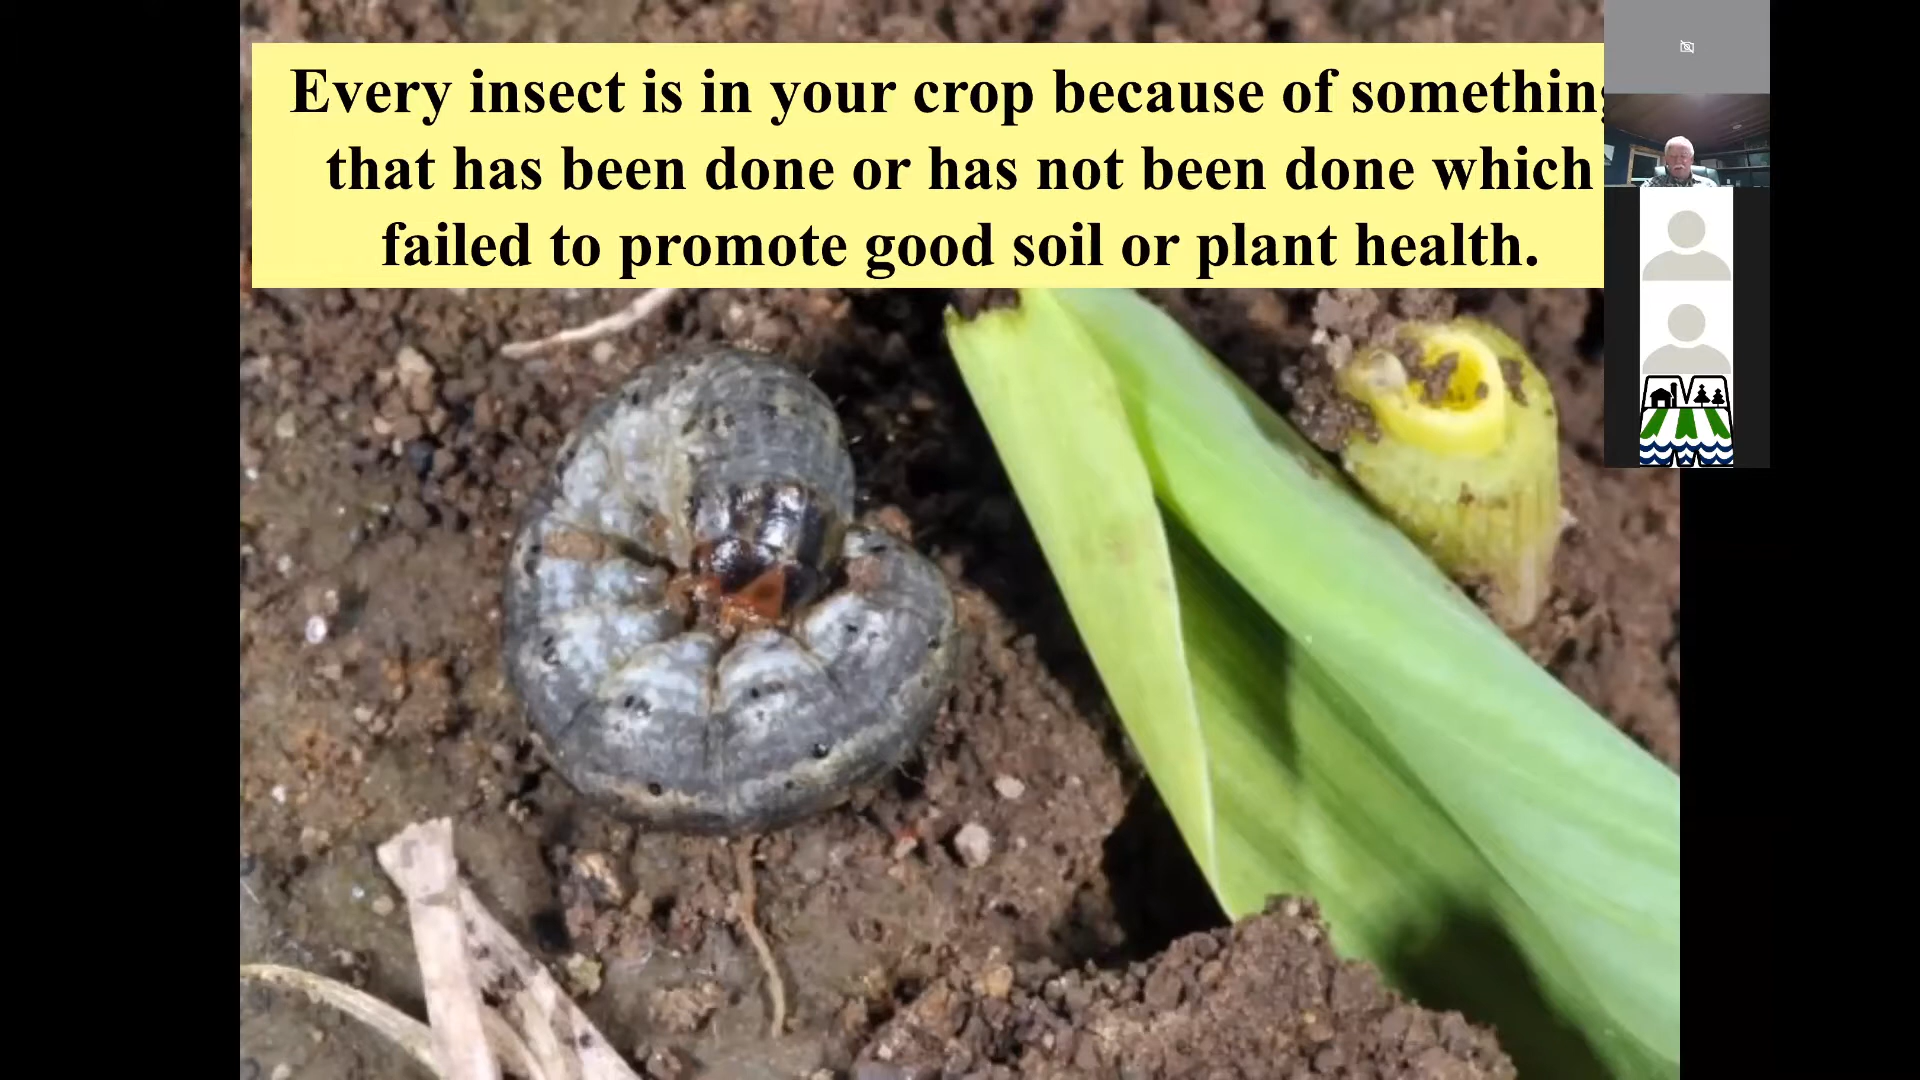 Every insect is in your crop because of something
that has been done or has not been done which
failed to promote good soil or plant health.